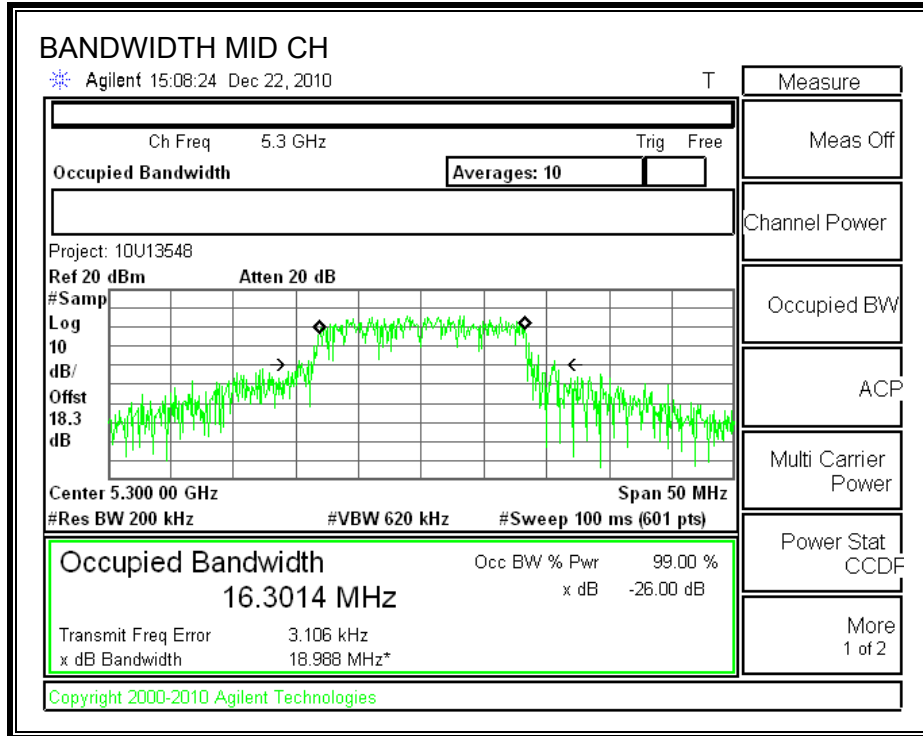 BANDWIDTH MID CH
Agilent 15:08:24 Dec 22, 2010 T
Measure
Ch Freq 5.3 GHz Trig Free
Meas Off
Occupied Bandwidth Averages: 10
Channel Power
Project: 10U13548
Ref 20 dBm Atten 20 dB
#Samp
Log
10
dB/
Offst
18.3
dB
Occupied BW
ACP
Center 5.300 00 GHz Span 50 MHz
#Res BW 200 kHz #VBW 620 kHz #Sweep 100 ms (601 pts)
Multi Carrier
Power
Occupied Bandwidth Occ BW % Pwr 99.00 %
16.3014 MHz x dB -26.00 dB
Transmit Freq Error 3.106 kHz
x dB Bandwidth 18.988 MHz*
Power Stat
CCDF
More
1 of 2
Copyright 2000-2010 Agilent Technologies